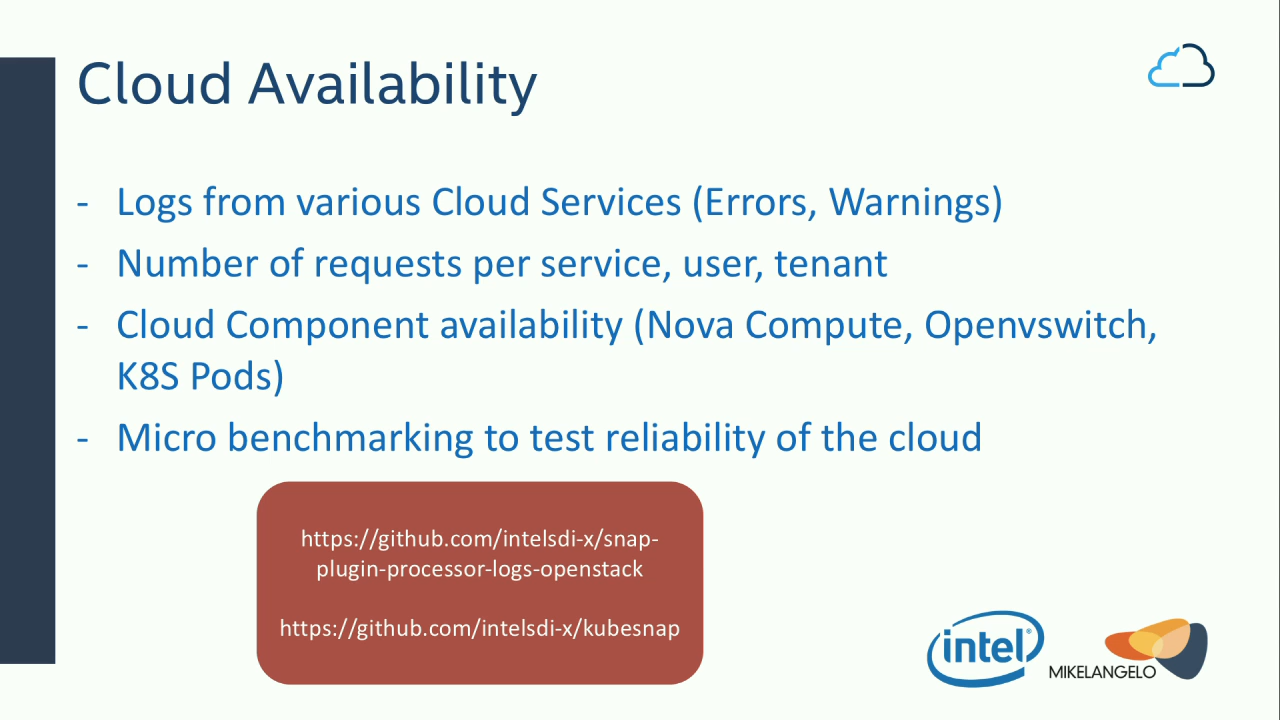 Cloud Availability
- Logs from various Cloud Services (Errors, Warnings)
- Number of requests per service, user, tenant
- Cloud Component availability (Nova Compute, Openvswitch,
K8S Pods)
- Micro benchmarking to test reliability of the cloud
https://github.com/intelsdi-x/snap-
plugin-processor-logs-openstack
https://github.com/intelsdi-x/kubesnap
intel®
MIKELANGELO